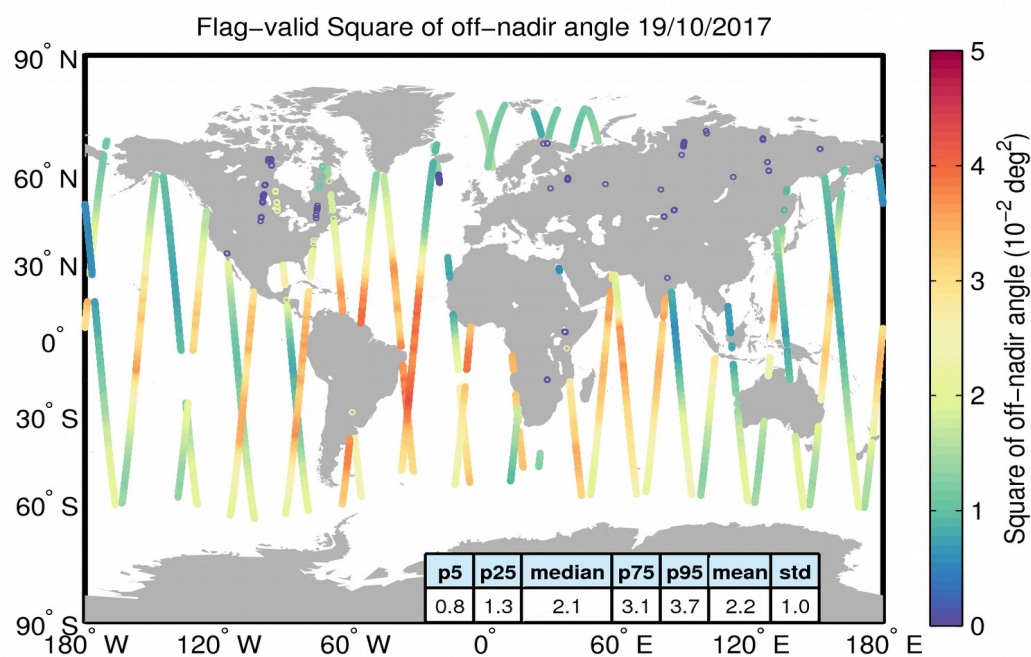 Flag−valid Square of off−nadir angle 19/10/2017
90° N
60° N
30° N
0°
30° S
60° S
90° S
180° W
120° W
60° W
0°
60° E
120° E
180° E
p5 p25 median p75 p95 mean std
0.8 1.3 2.1 3.1 3.7 2.2 1.0
5
4
3
2
1
0
Square of off−nadir angle (10⁻² deg²)